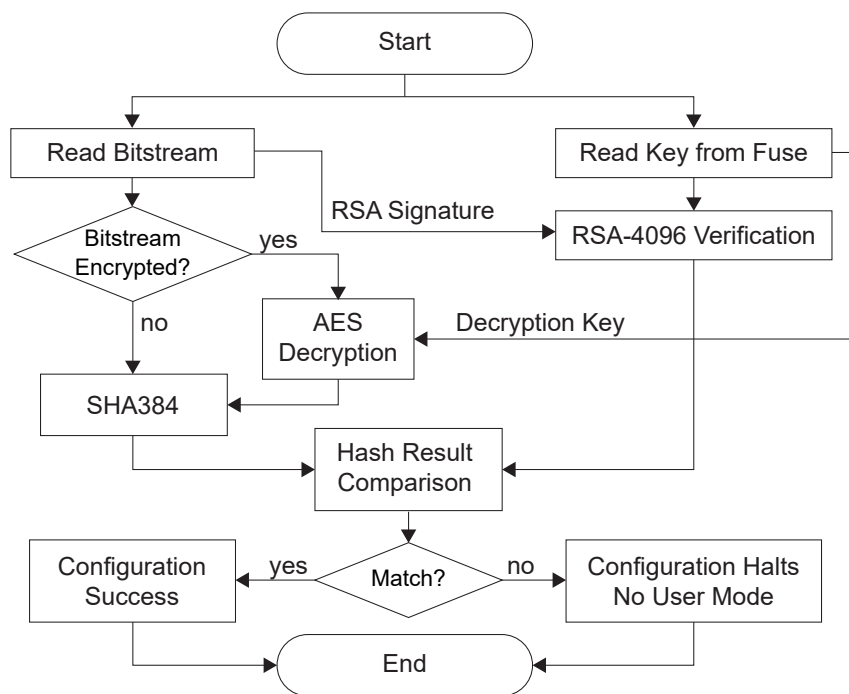 Start
Read Bitstream
Read Key from Fuse
RSA Signature
RSA-4096 Verification
Bitstream
Encrypted?
yes
no
AES
Decryption
Decryption Key
SHA384
Hash Result
Comparison
Configuration
Success
yes
Match?
no
Configuration Halts
No User Mode
End